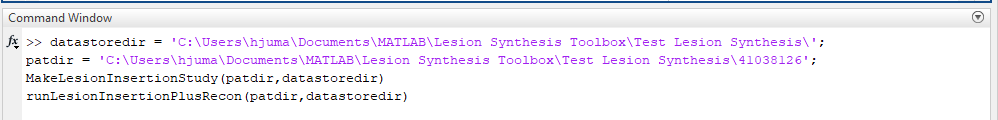 Command Window
fx >> datastoredir = 'C:\Users\hjuma\Documents\MATLAB\Lesion Synthesis Toolbox\Test Lesion Synthesis\';
patdir = 'C:\Users\hjuma\Documents\MATLAB\Lesion Synthesis Toolbox\Test Lesion Synthesis\41038126';
MakeLesionInsertionStudy(patdir,datastoredir)
runLesionInsertionPlusRecon(patdir,datastoredir)